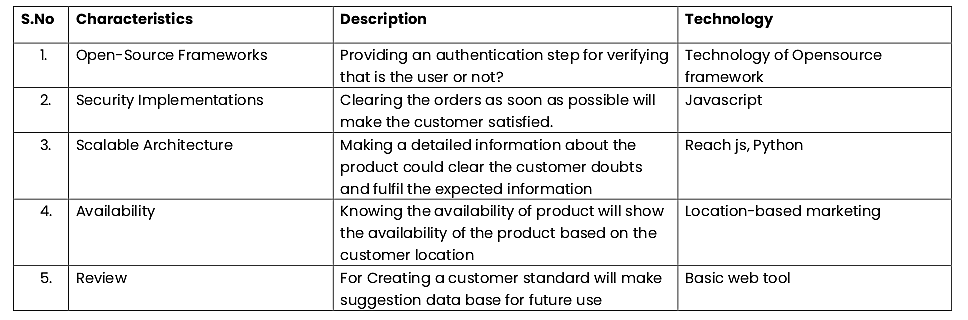 S.No Characteristics Description Technology
1. Open-Source Frameworks Providing an authentication step for verifying Technology of Opensource
that is the user or not? framework
2. Security Implementations Clearing the orders as soon as possible will Javascript
make the customer satisfied.
3. Scalable Architecture Making a detailed information about the Reach js, Python
product could clear the customer doubts
and fulfil the expected information
4. Availability Knowing the availability of product will show Location-based marketing
the availability of the product based on the
customer location
5. Review For Creating a customer standard will make Basic web tool
suggestion data base for future use